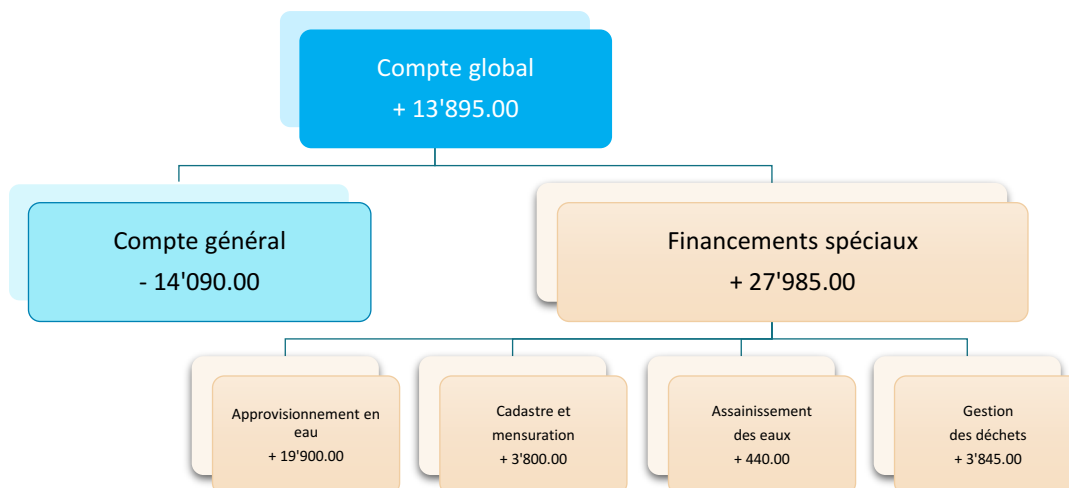 Compte global
+ 13'895.00
Compte général
- 14'090.00
Financements spéciaux
+ 27'985.00
Approvisionnement en
eau
+ 19'900.00
Cadastre et
mensuration
+ 3'800.00
Assainissement
des eaux
+ 440.00
Gestion
des déchets
+ 3'845.00